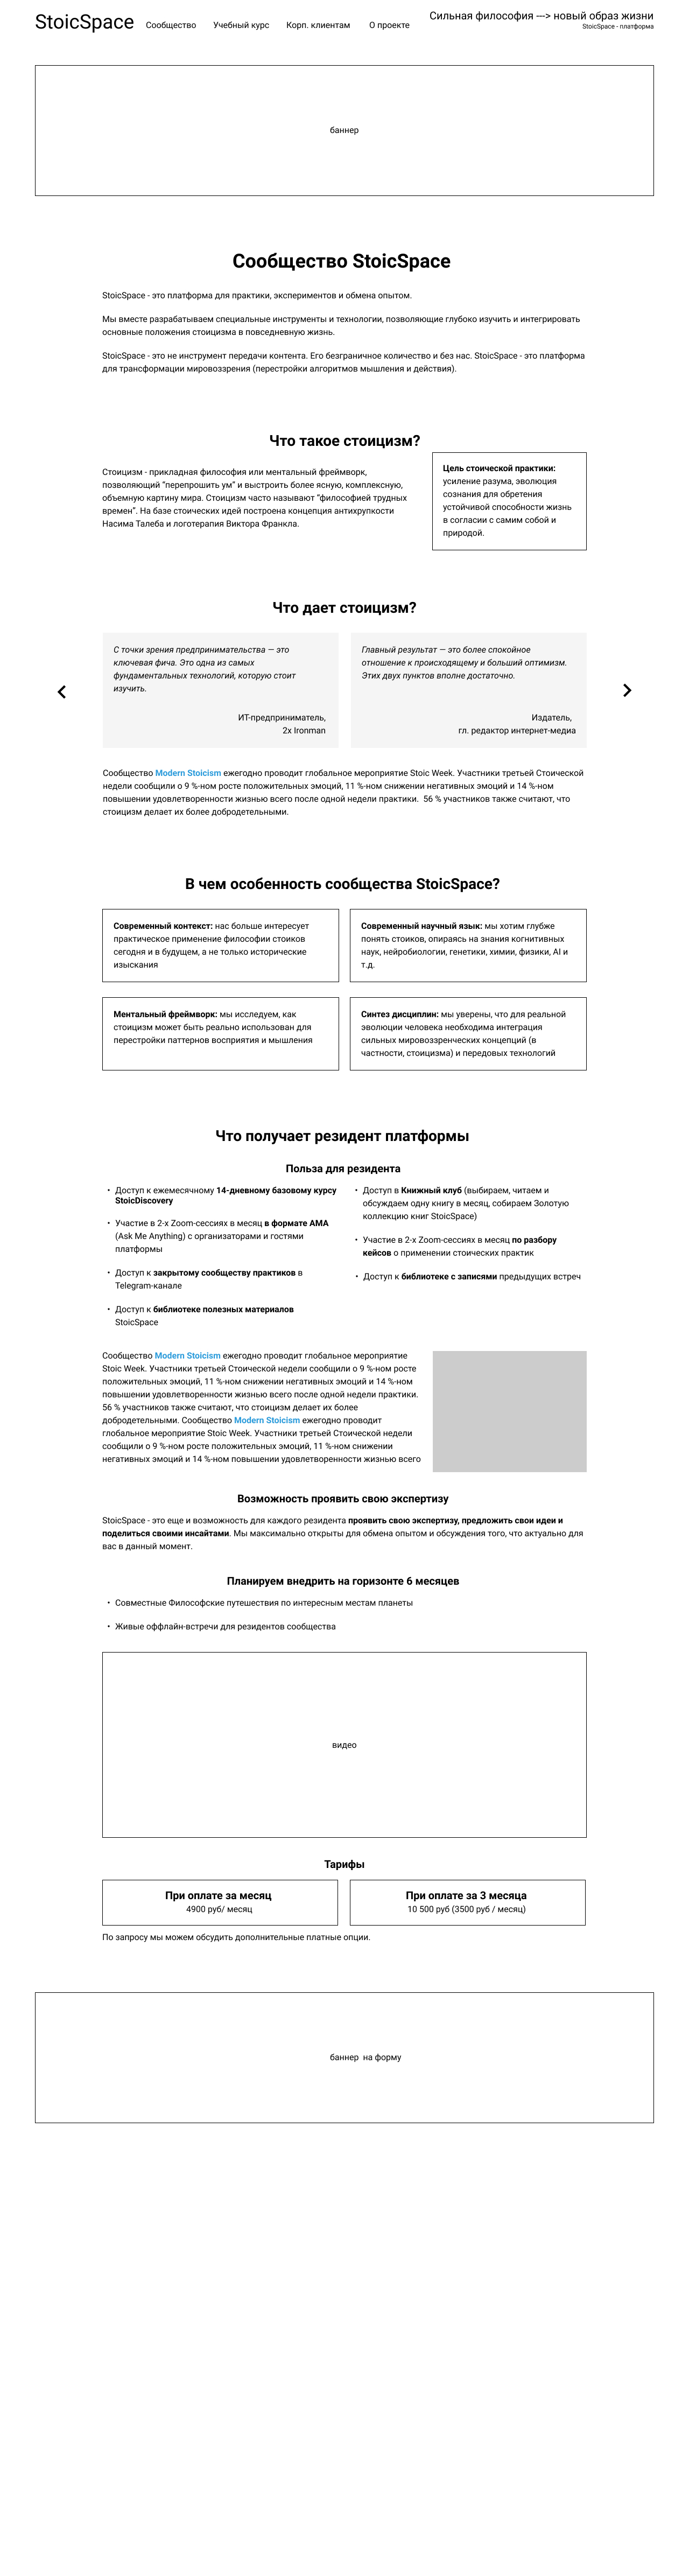 StoicSpace
Сообщество
Учебный курс
Корп. клиентам
О проекте
Сильная философия ---> новый образ жизни
StoicSpace - платформа
баннер
Сообщество StoicSpace
StoicSpace - это платформа для практики, экспериментов и обмена опытом.
Мы вместе разрабатываем специальные инструменты и технологии, позволяющие глубоко изучить и интегрировать
основные положения стоицизма в повседневную жизнь.
StoicSpace - это не инструмент передачи контента. Его безграничное количество и без нас. StoicSpace - это платформа
для трансформации мировоззрения (перестройки алгоритмов мышления и действия).
Что такое стоицизм?
Стоицизм - прикладная философия или ментальный фреймворк,
позволяющий “перепрошить ум” и выстроить более ясную, комплексную,
объемную картину мира. Стоицизм часто называют “философией трудных
времен”. На базе стоических идей построена концепция антихрупкости
Насима Талеба и логотерапия Виктора Франкла.
Цель стоической практики:
усиление разума, эволюция
сознания для обретения
устойчивой способности жизнь
в согласии с самим собой и
природой.
Что дает стоицизм?
С точки зрения предпринимательства — это
ключевая фича. Это одна из самых
фундаментальных технологий, которую стоит
изучить.
ИТ-предприниматель,
2x Ironman
Главный результат — это более спокойное
отношение к происходящему и больший оптимизм.
Этих двух пунктов вполне достаточно.
Издатель,
гл. редактор интернет-медиа
Сообщество Modern Stoicism ежегодно проводит глобальное мероприятие Stoic Week. Участники третьей Стоической
недели сообщили о 9 %-ном росте положительных эмоций, 11 %-ном снижении негативных эмоций и 14 %-ном
повышении удовлетворенности жизнью всего после одной недели практики.  56 % участников также считают, что
стоицизм делает их более добродетельными.
В чем особенность сообщества StoicSpace?
Современный контекст: нас больше интересует
практическое применение философии стоиков
сегодня и в будущем, а не только исторические
изыскания
Современный научный язык: мы хотим глубже
понять стоиков, опираясь на знания когнитивных
наук, нейробиологии, генетики, химии, физики, AI и
т.д.
Ментальный фреймворк: мы исследуем, как
стоицизм может быть реально использован для
перестройки паттернов восприятия и мышления
Синтез дисциплин: мы уверены, что для реальной
эволюции человека необходима интеграция
сильных мировоззренческих концепций (в
частности, стоицизма) и передовых технологий
Что получает резидент платформы
Польза для резидента
• Доступ к ежемесячному 14-дневному базовому курсу
StoicDiscovery
• Участие в 2-х Zoom-сессиях в месяц в формате AMA
(Ask Me Anything) с организаторами и гостями
платформы
• Доступ к закрытому сообществу практиков в
Telegram-канале
• Доступ к библиотеке полезных материалов
StoicSpace
• Доступ в Книжный клуб (выбираем, читаем и
обсуждаем одну книгу в месяц, собираем Золотую
коллекцию книг StoicSpace)
• Участие в 2-х Zoom-сессиях в месяц по разбору
кейсов о применении стоических практик
• Доступ к библиотеке с записями предыдущих встреч
Сообщество Modern Stoicism ежегодно проводит глобальное мероприятие
Stoic Week. Участники третьей Стоической недели сообщили о 9 %-ном росте
положительных эмоций, 11 %-ном снижении негативных эмоций и 14 %-ном
повышении удовлетворенности жизнью всего после одной недели практики.
56 % участников также считают, что стоицизм делает их более
добродетельными. Сообщество Modern Stoicism ежегодно проводит
глобальное мероприятие Stoic Week. Участники третьей Стоической недели
сообщили о 9 %-ном росте положительных эмоций, 11 %-ном снижении
негативных эмоций и 14 %-ном повышении удовлетворенности жизнью всего
Возможность проявить свою экспертизу
StoicSpace - это еще и возможность для каждого резидента проявить свою экспертизу, предложить свои идеи и
поделиться своими инсайтами. Мы максимально открыты для обмена опытом и обсуждения того, что актуально для
вас в данный момент.
Планируем внедрить на горизонте 6 месяцев
• Совместные Философские путешествия по интересным местам планеты
• Живые оффлайн-встречи для резидентов сообщества
видео
Тарифы
При оплате за месяц
4900 руб/ месяц
При оплате за 3 месяца
10 500 руб (3500 руб / месяц)
По запросу мы можем обсудить дополнительные платные опции.
баннер  на форму